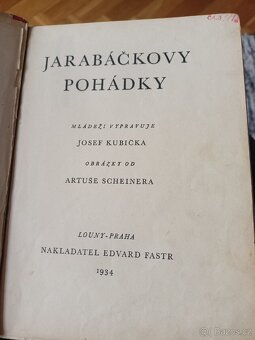 JARABÁČKOVY
POHÁDKY
MLÁDEŽI VYPRAVUJE
JOSEF KUBIČKA
OBRÁZKY OD
ARTUŠE SCHEINERA
LOUNY-PRAHA
NAKLADATEL EDVARD FASTR
1934